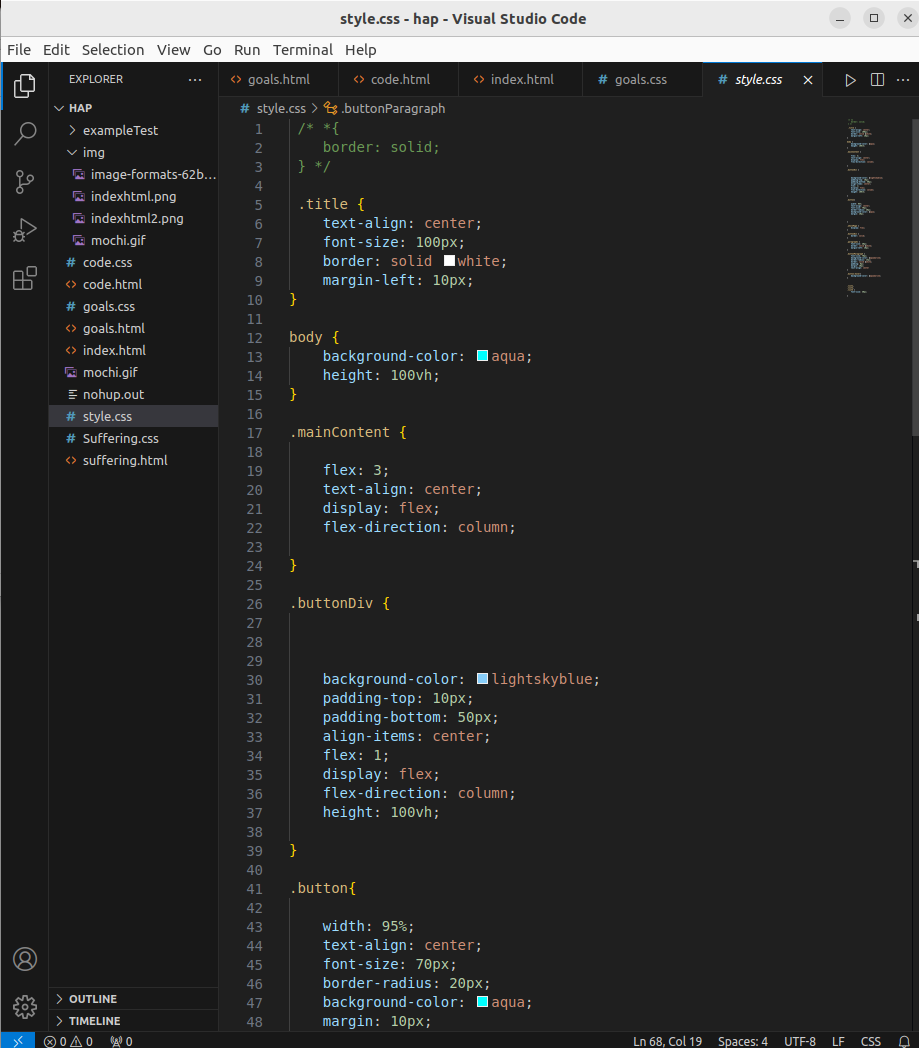 style.css - hap - Visual Studio Code
File Edit Selection View Go Run Terminal Help
EXPLORER
HAP
exampleTest
img
image-formats-62b...
indexhtml.png
indexhtml2.png
mochi.gif
code.css
code.html
goals.css
goals.html
index.html
mochi.gif
nohup.out
style.css
Suffering.css
suffering.html
OUTLINE
TIMELINE
goals.html code.html index.html goals.css style.css
style.css > .buttonParagraph
1 /* *{
2 border: solid;
3 } */
4
5 .title {
6 text-align: center;
7 font-size: 100px;
8 border: solid white;
9 margin-left: 10px;
10 }
11
12 body {
13 background-color: aqua;
14 height: 100vh;
15 }
16
17 .mainContent {
18
19 flex: 3;
20 text-align: center;
21 display: flex;
22 flex-direction: column;
23
24 }
25
26 .buttonDiv {
27
28
29
30 background-color: lightskyblue;
31 padding-top: 10px;
32 padding-bottom: 50px;
33 align-items: center;
34 flex: 1;
35 display: flex;
36 flex-direction: column;
37 height: 100vh;
38
39 }
40
41 .button{
42
43 width: 95%;
44 text-align: center;
45 font-size: 70px;
46 border-radius: 20px;
47 background-color: aqua;
48 margin: 10px;
0 0 0 Ln 68, Col 19 Spaces: 4 UTF-8 LF CSS